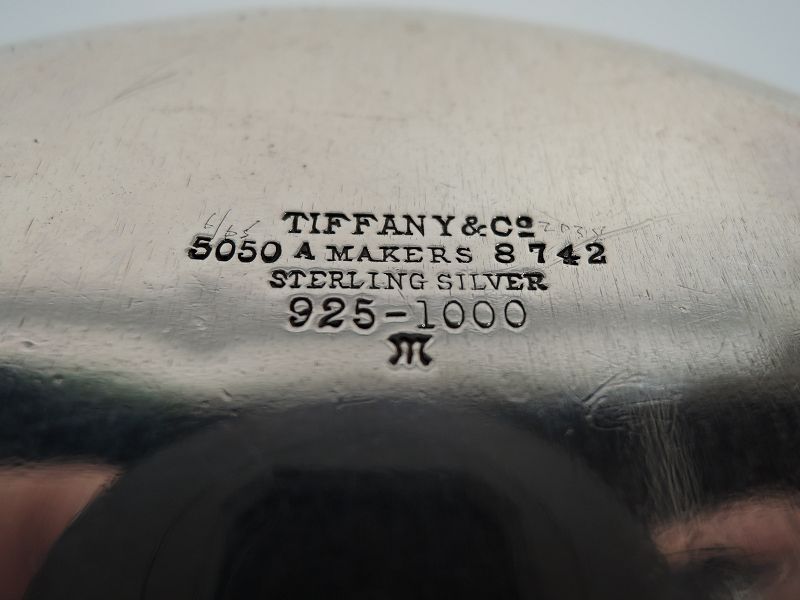 TIFFANY & Cº
5050 A MAKERS 8742
STERLING SILVER
925-1000
M